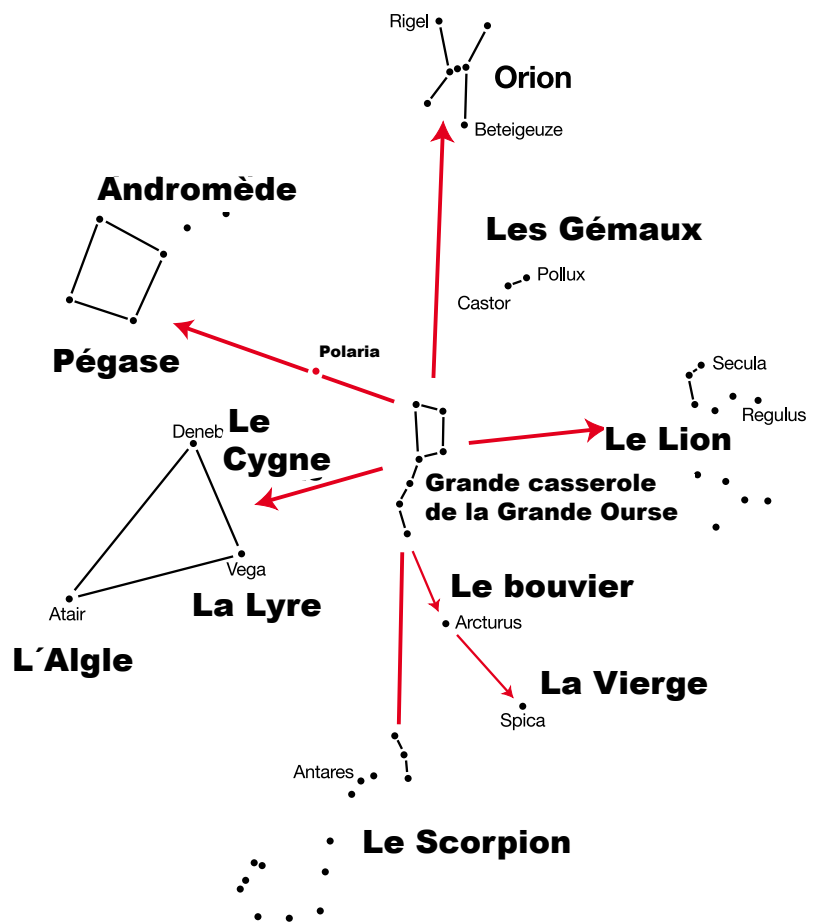 Rigel
Orion
Beteigeuze
Andromède
Les Gémaux
Pollux
Castor
Pégase
Polaria
Secula
Regulus
Le Lion
Deneb
Le
Cygne
Grande casserole
de la Grande Ourse
Vega
La Lyre
Atair
L´AIgle
Le bouvier
Arcturus
La Vierge
Spica
Antares
Le Scorpion